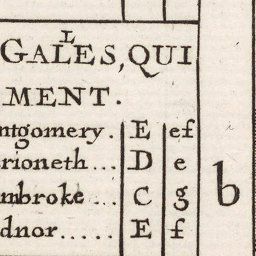 L
GALES, QUI
MENT.
ntgomery. E ef
rioneth... D e
mbroke... C g
dnor..... E f
b